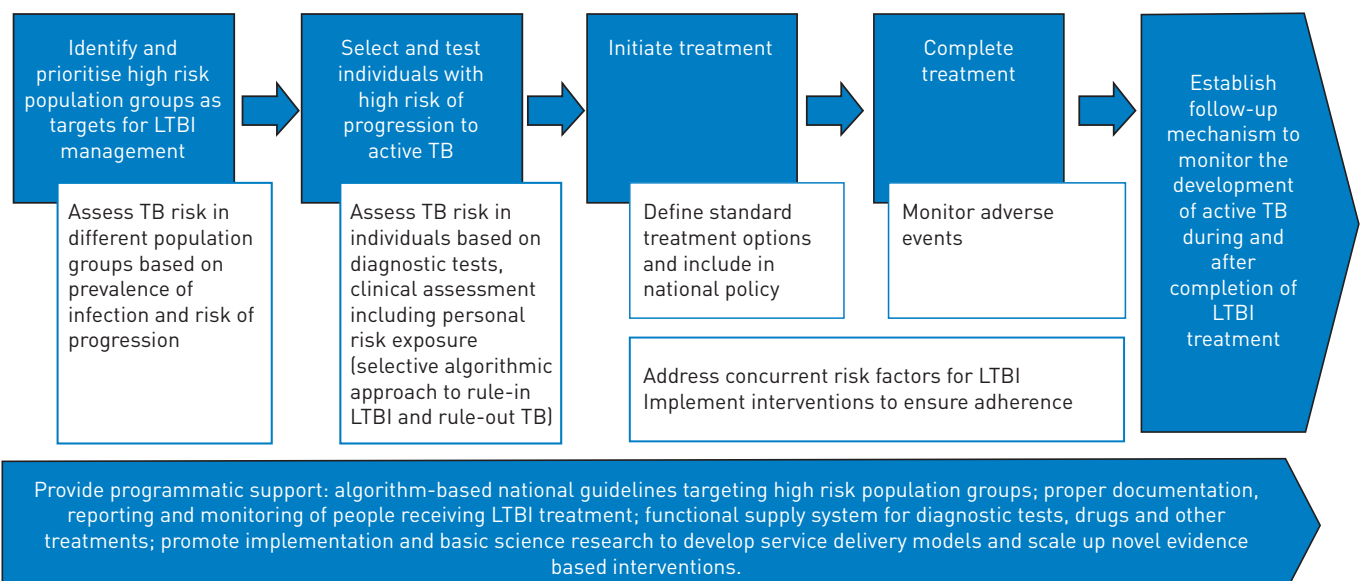 Identify and
prioritise high risk
population groups as
targets for LTBI
management
Assess TB risk in
different population
groups based on
prevalence of
infection and risk of
progression
Select and test
individuals with
high risk of
progression to
active TB
Assess TB risk in
individuals based on
diagnostic tests,
clinical assessment
including personal
risk exposure
(selective algorithmic
approach to rule-in
LTBI and rule-out TB)
Initiate treatment
Define standard
treatment options
and include in
national policy
Complete
treatment
Monitor adverse
events
Address concurrent risk factors for LTBI
Implement interventions to ensure adherence
Establish
follow-up
mechanism to
monitor the
development
of active TB
during and
after
completion of
LTBI
treatment
Provide programmatic support: algorithm-based national guidelines targeting high risk population groups; proper documentation,
reporting and monitoring of people receiving LTBI treatment; functional supply system for diagnostic tests, drugs and other
treatments; promote implementation and basic science research to develop service delivery models and scale up novel evidence
based interventions.